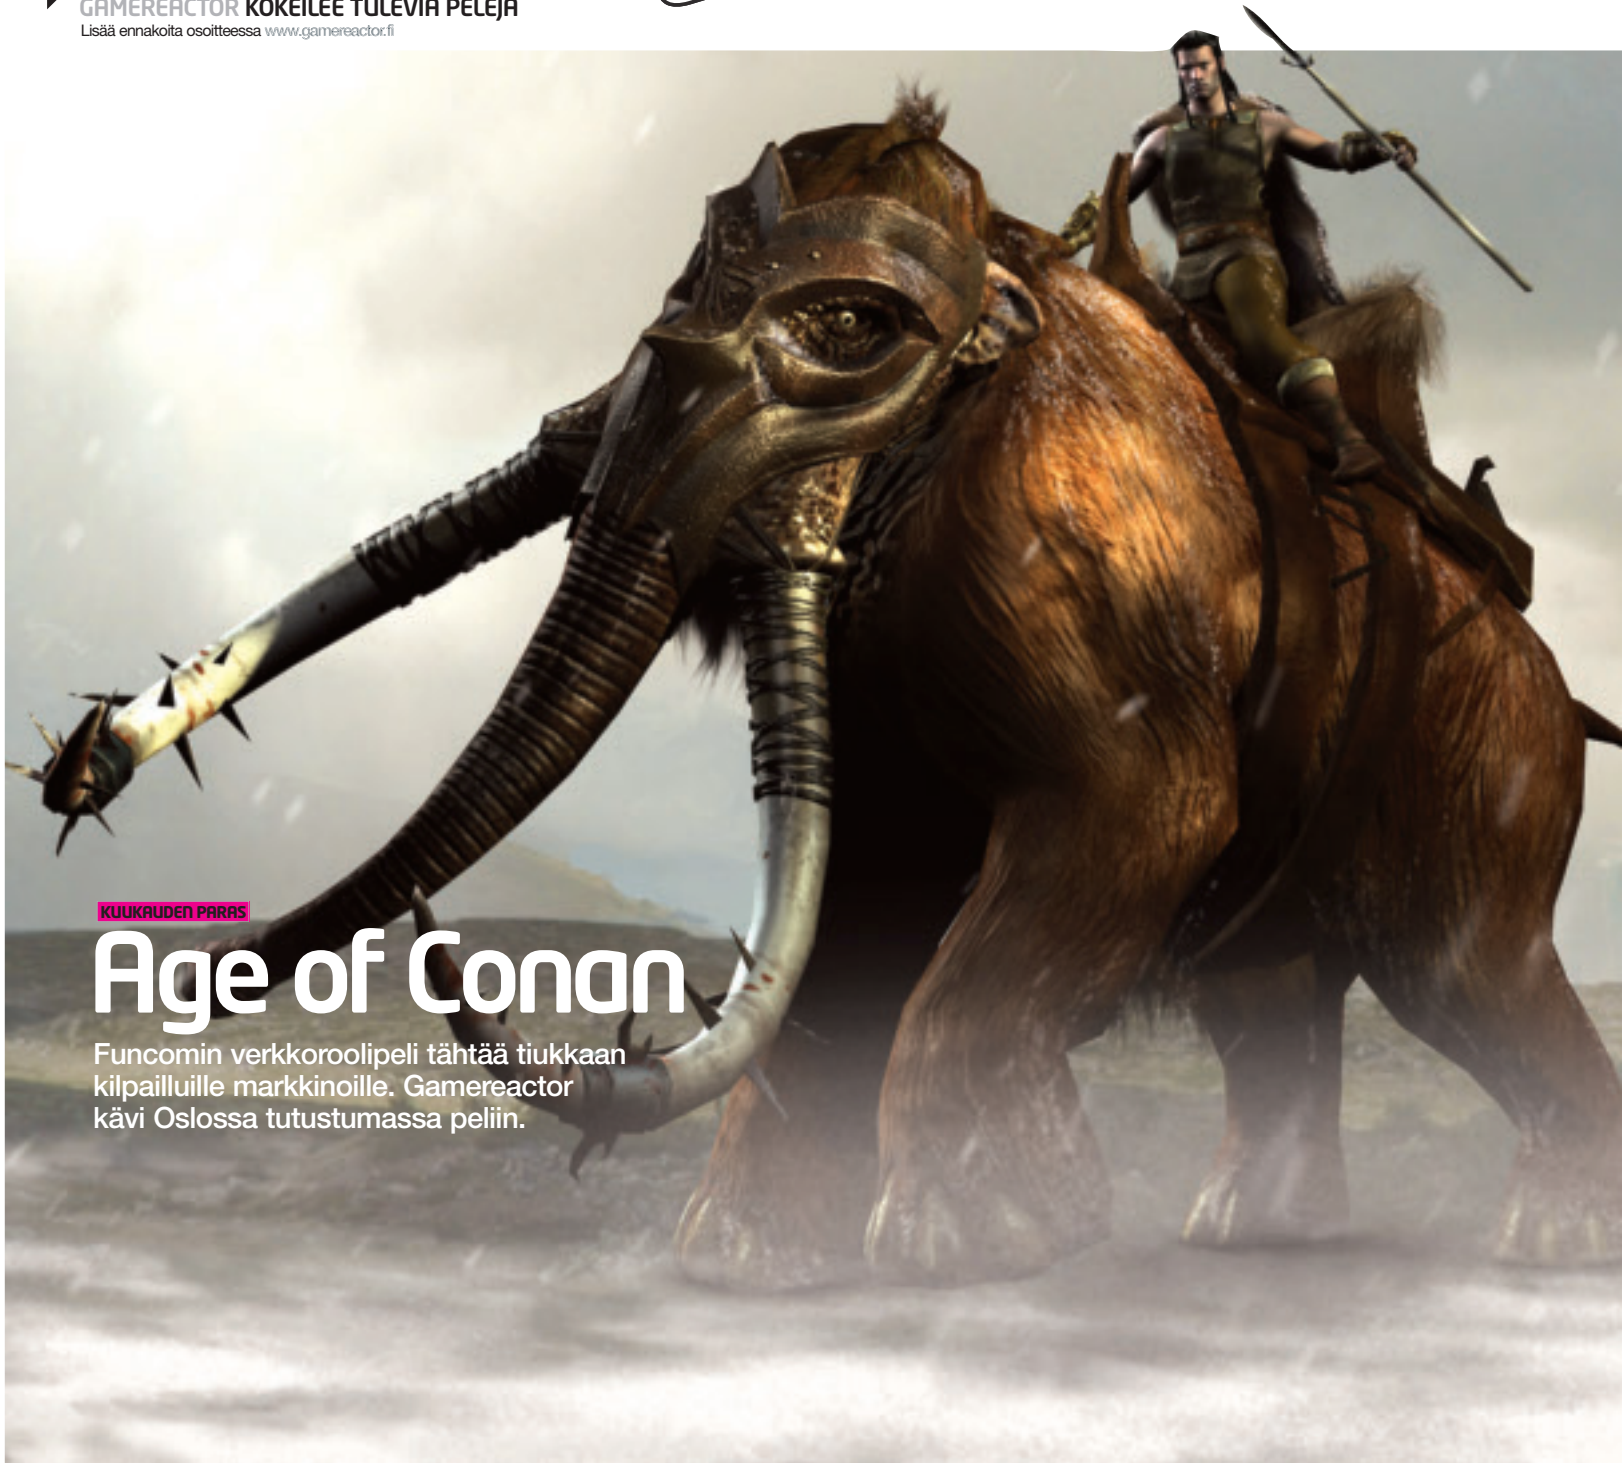 GAMEREACTOR KOKEILEE TULEVIA PELEJÄ
Lisää ennakoita osoitteessa www.gamereactor.fi
KUUKAUDEN PARAS
Age of Conan
Funcomin verkkoroolipeli tähtää tiukkaan
kilpailluille markkinoille. Gamereactor
kävi Oslossa tutustumassa peliin.